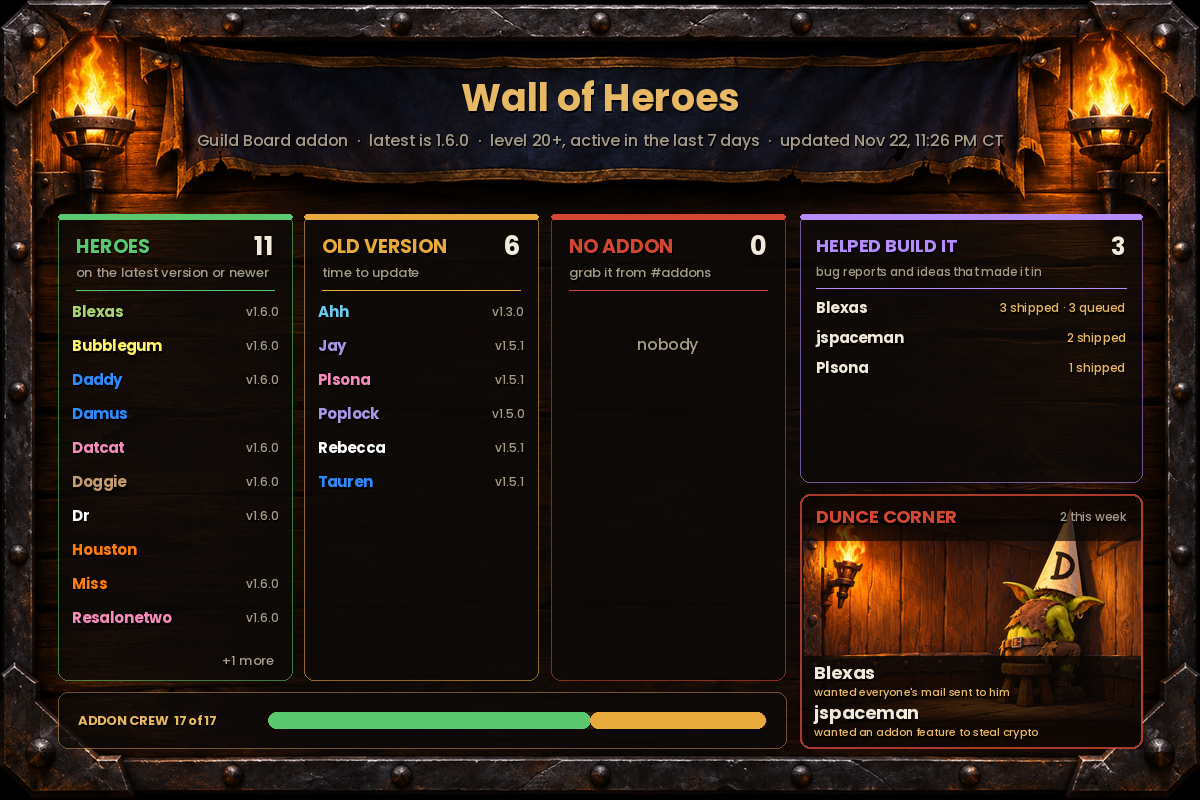 Wall of Heroes
Guild Board addon · latest is 1.6.0 · level 20+, active in the last 7 days · updated Nov 22, 11:26 PM CT
HEROES 11
on the latest version or newer
Blexas v1.6.0
Bubblegum v1.6.0
Daddy v1.6.0
Damus
Datcat v1.6.0
Doggie v1.6.0
Dr v1.6.0
Houston
Miss v1.6.0
Resalonetwo v1.6.0
+1 more
OLD VERSION 6
time to update
Ahh v1.3.0
Jay v1.5.1
Plsona v1.5.1
Poplock v1.5.0
Rebecca v1.5.1
Tauren v1.5.1
NO ADDON 0
grab it from #addons
nobody
HELPED BUILD IT 3
bug reports and ideas that made it in
Blexas 3 shipped · 3 queued
jspaceman 2 shipped
Plsona 1 shipped
DUNCE CORNER 2 this week
D
Blexas
wanted everyone's mail sent to him
jspaceman
wanted an addon feature to steal crypto
ADDON CREW 17 of 17